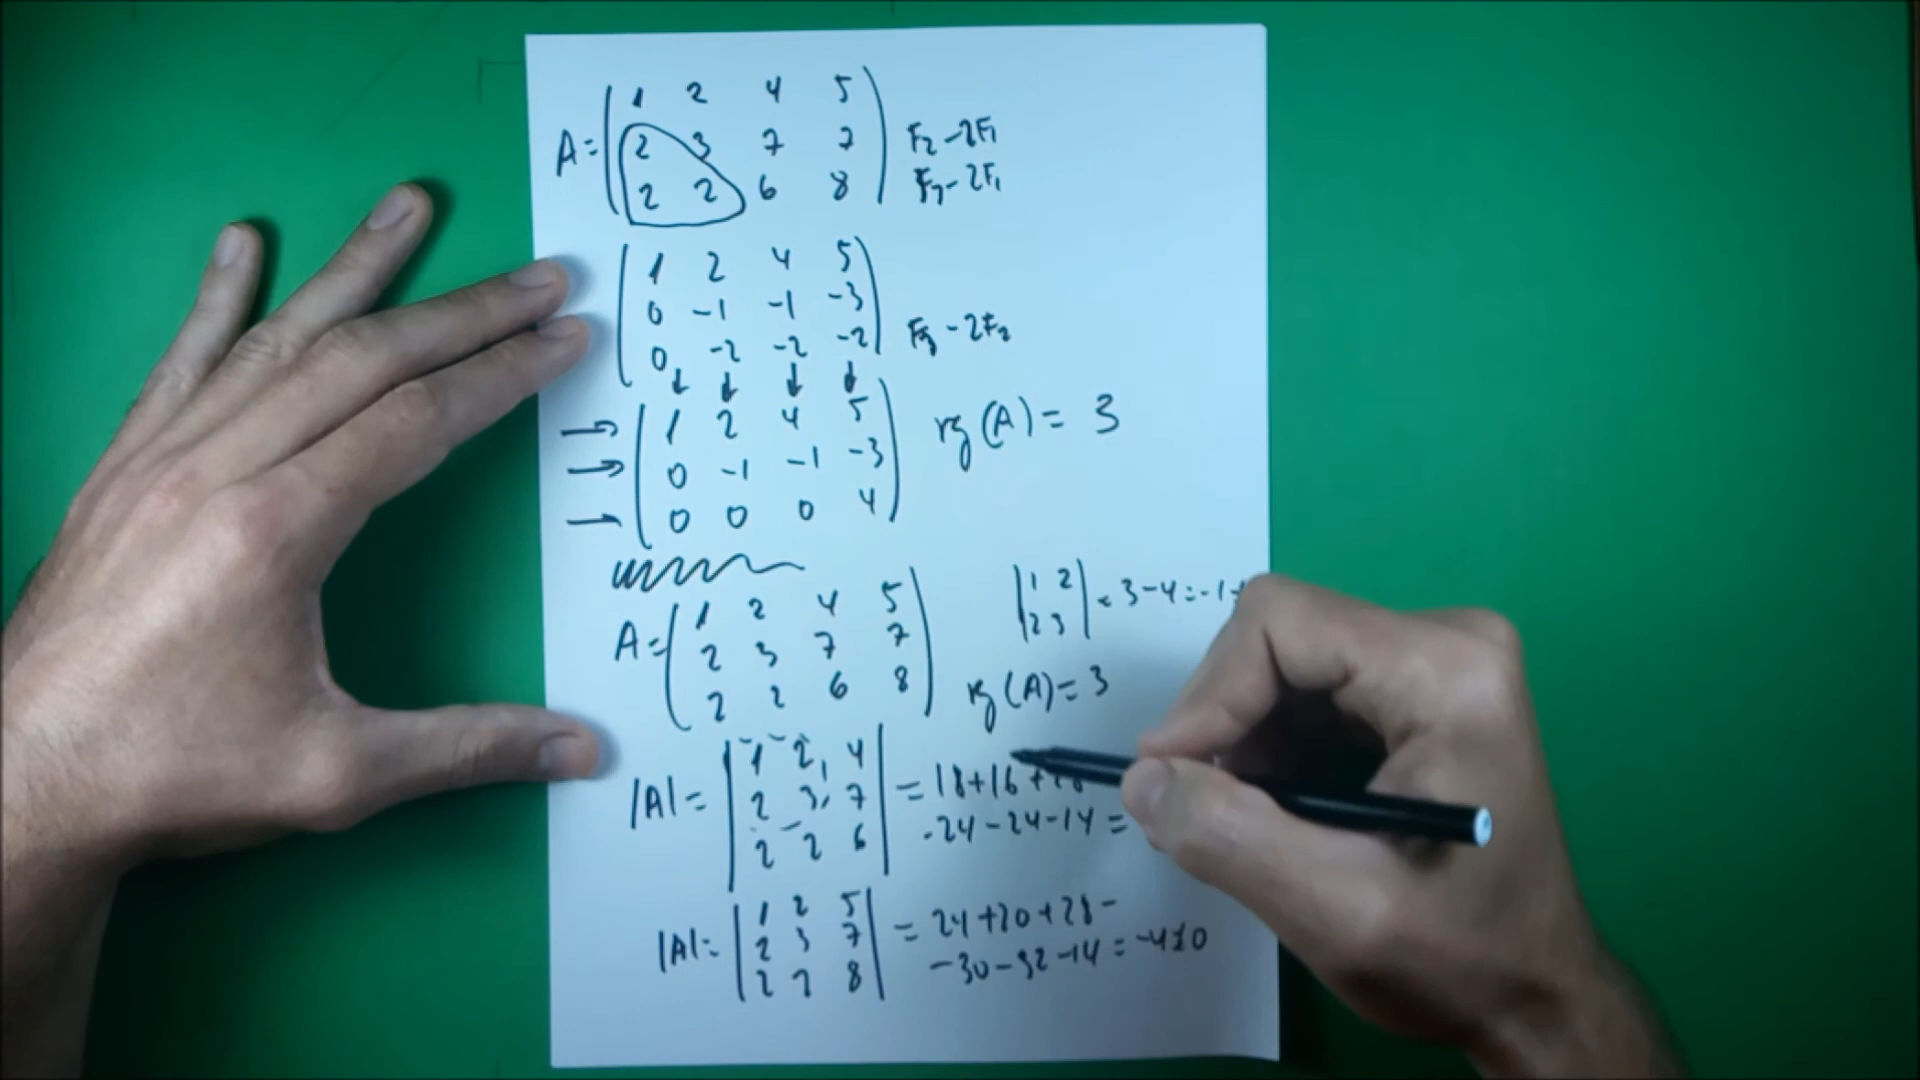 A = ( 1 2 4 5 )
( 2 3 7 7 ) F2 - 2F1
( 2 2 6 8 ) F3 - 2F1
( 1 2 4 5 )
( 0 -1 -1 -3 )
( 0 -2 -2 -2 ) F3 - 2F2
( 1 2 4 5 ) rg(A) = 3
( 0 -1 -1 -3 )
( 0 0 0 4 )
A = ( 1 2 4 5 )
( 2 3 7 7 )
( 2 2 6 8 )
| 1 2 | = 3-4 = -1
| 2 3 |
rg(A) = 3
|A| = | 1 2 4 |
| 2 3 7 | = 18+16+28
| 2 2 6 | -24-24-14 =
|A| = | 1 2 5 | = 24+20+28-
| 2 3 7 | -30-32-14 = -4≠0
| 2 2 8 |